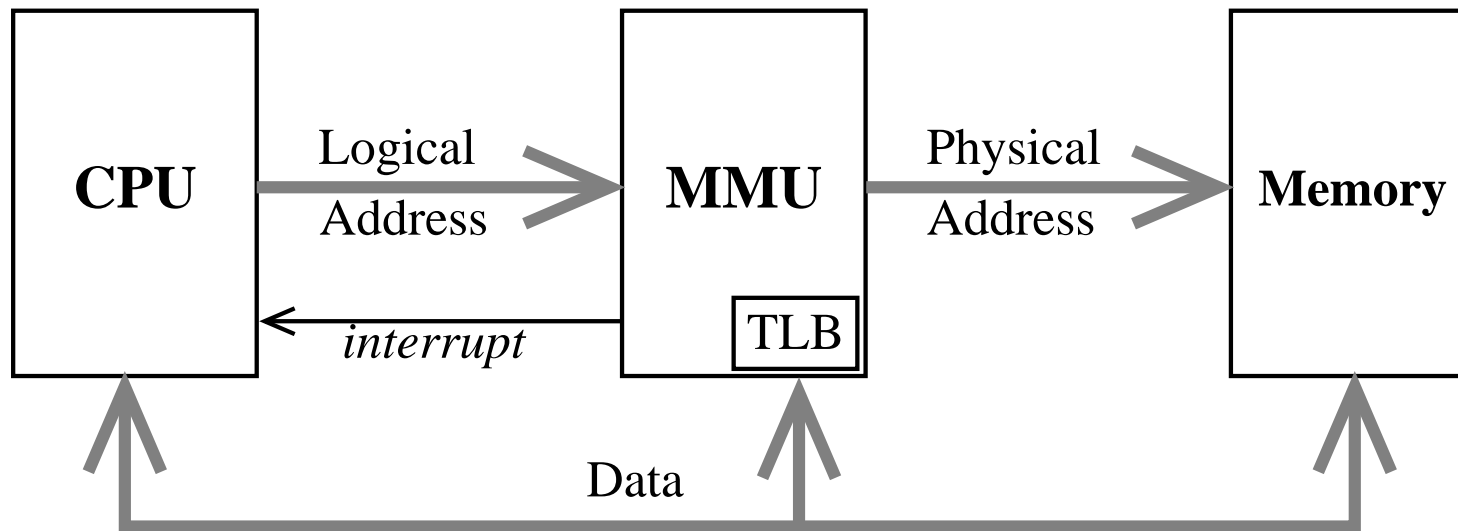 CPU
Logical
Address
interrupt
MMU
TLB
Physical
Address
Memory
Data